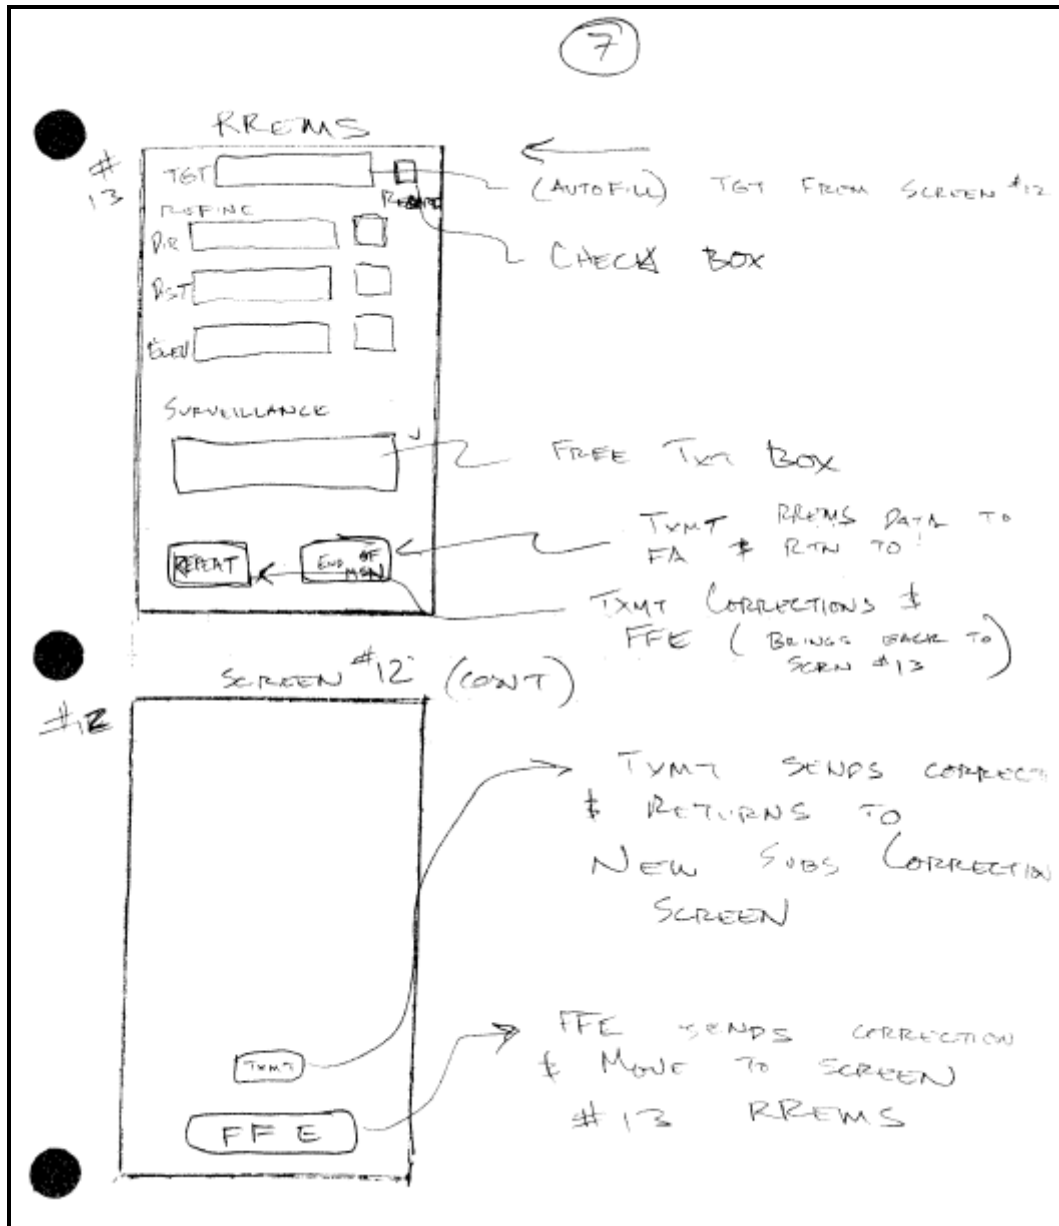 7
RREMS
#
13
TGT
(AUTOFILL) TGT FROM SCREEN #12
REFINE
DIR
CHECK BOX
DST
ELEV
SURVEILLANCE
FREE TXT BOX
TXMT RREMS DATA TO
FA & RTN TO
REPEAT
END OF
MSN
TXMT CORRECTIONS &
FFE (BRINGS BACK TO
SCRN #13)
SCREEN #12 (CONT)
#12
TXMT SENDS CORRECT
& RETURNS TO
NEW SUBS CORRECTION
SCREEN
TXMT
FFE SENDS CORRECTION
& MOVE TO SCREEN
#13 RREMS
FFE